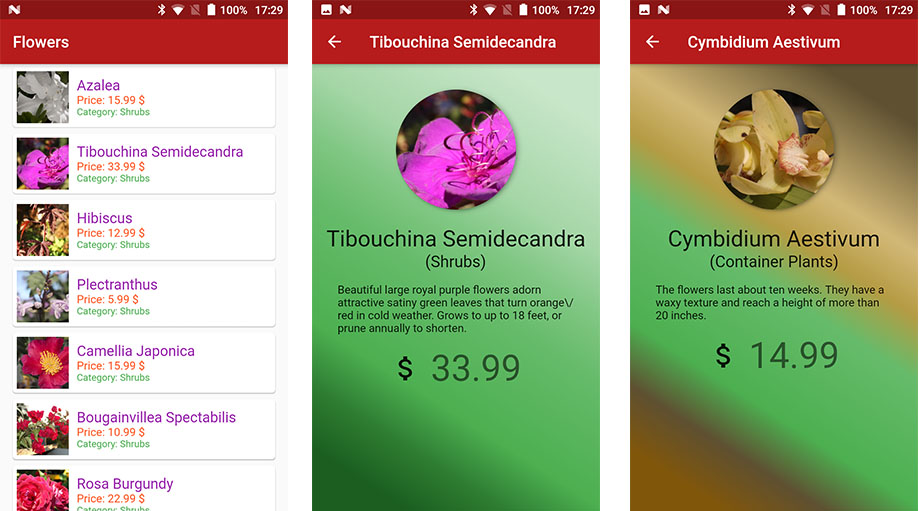 100% 17:29
Flowers
Azalea
Price: 15.99 $
Category: Shrubs
Tibouchina Semidecandra
Price: 33.99 $
Category: Shrubs
Hibiscus
Price: 12.99 $
Category: Shrubs
Plectranthus
Price: 5.99 $
Category: Shrubs
Camellia Japonica
Price: 15.99 $
Category: Shrubs
Bougainvillea Spectabilis
Price: 10.99 $
Category: Shrubs
Rosa Burgundy
Price: 22.99 $
100% 17:29
Tibouchina Semidecandra
Tibouchina Semidecandra
(Shrubs)
Beautiful large royal purple flowers adorn
attractive satiny green leaves that turn orange\/
red in cold weather. Grows to up to 18 feet, or
prune annually to shorten.
$ 33.99
100% 17:29
Cymbidium Aestivum
Cymbidium Aestivum
(Container Plants)
The flowers last about ten weeks. They have a
waxy texture and reach a height of more than
20 inches.
$ 14.99